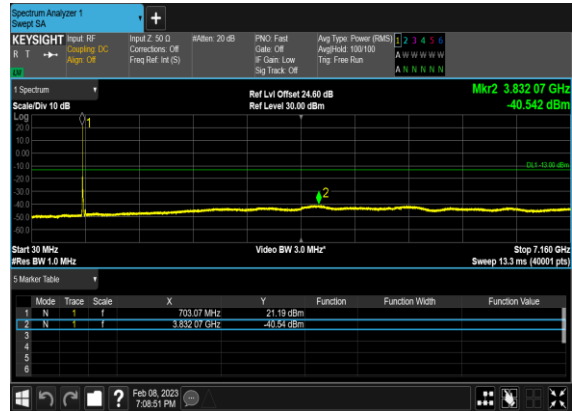 Spectrum Analyzer 1
Swept SA
+
KEYSIGHT Input: RF Input Z: 50 Ω #Atten: 20 dB PNO: Fast Avg Type: Power (RMS) 1 2 3 4 5 6
R T Coupling: DC Corrections: Off Gate: Off Avg|Hold: 100/100 A W W W W W
Align: Off Freq Ref: Int (S) IF Gain: Low Trig: Free Run
LW Sig Track: Off A N N N N N
1 Spectrum Ref Lvl Offset 24.60 dB Mkr2 3.832 07 GHz
Scale/Div 10 dB Ref Level 30.00 dBm -40.542 dBm
Log
1
20.0
10.0
0.00
-10.0 DL1 -13.00 dBm
-20.0
-30.0
2
-40.0
-50.0
-60.0
Start 30 MHz Video BW 3.0 MHz* Stop 7.160 GHz
#Res BW 1.0 MHz Sweep 13.3 ms (40001 pts)
5 Marker Table
Mode Trace Scale X Y Function Function Width Function Value
1 N 1 f 703.07 MHz 21.19 dBm
2 N 1 f 3.832 07 GHz -40.54 dBm
3
4
5
6
? Feb 08, 2023
7:08:51 PM